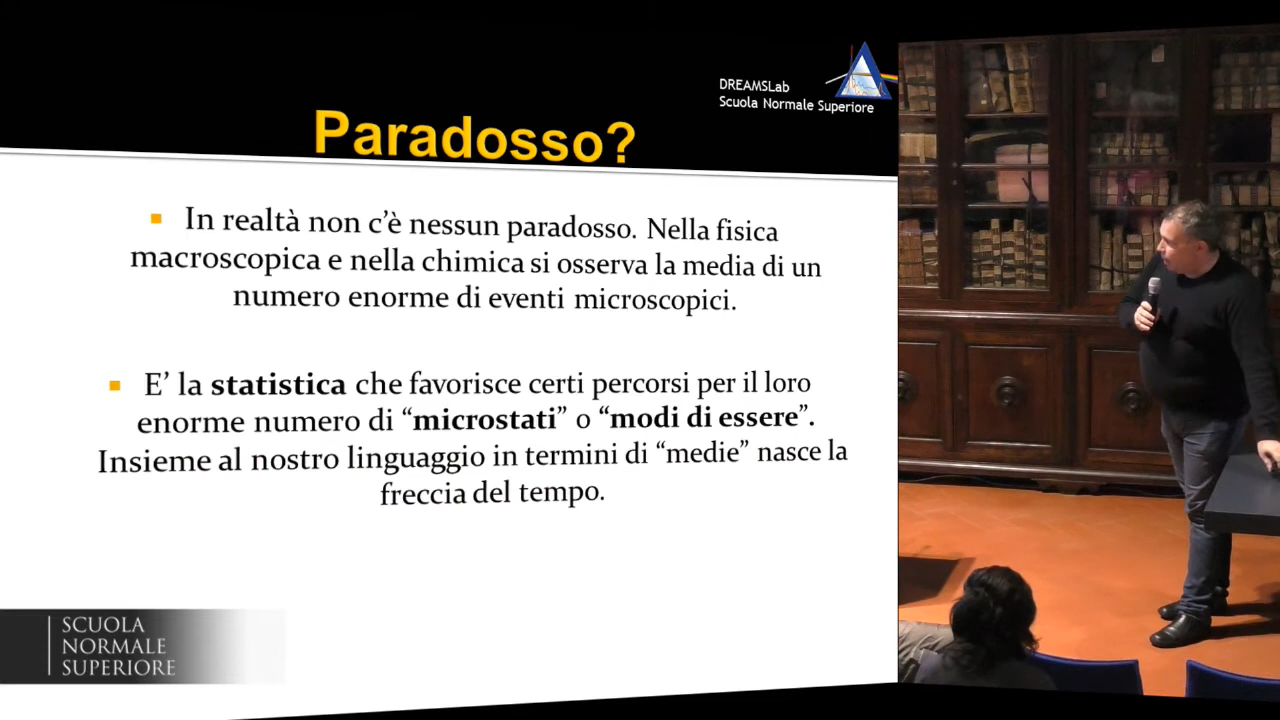 DREAMSLab
Scuola Normale Superiore
Paradosso?
In realtà non c’è nessun paradosso. Nella fisica
macroscopica e nella chimica si osserva la media di un
numero enorme di eventi microscopici.
E’ la statistica che favorisce certi percorsi per il loro
enorme numero di “microstati” o “modi di essere”.
Insieme al nostro linguaggio in termini di “medie” nasce la
freccia del tempo.
SCUOLA
NORMALE
SUPERIORE